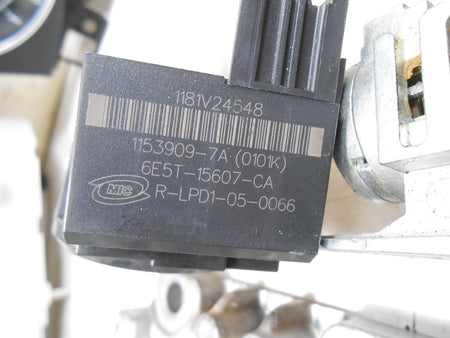 1181V24548
1153909-7A (0101K)
6E5T-15607-CA
MIC R-LPD1-05-0066